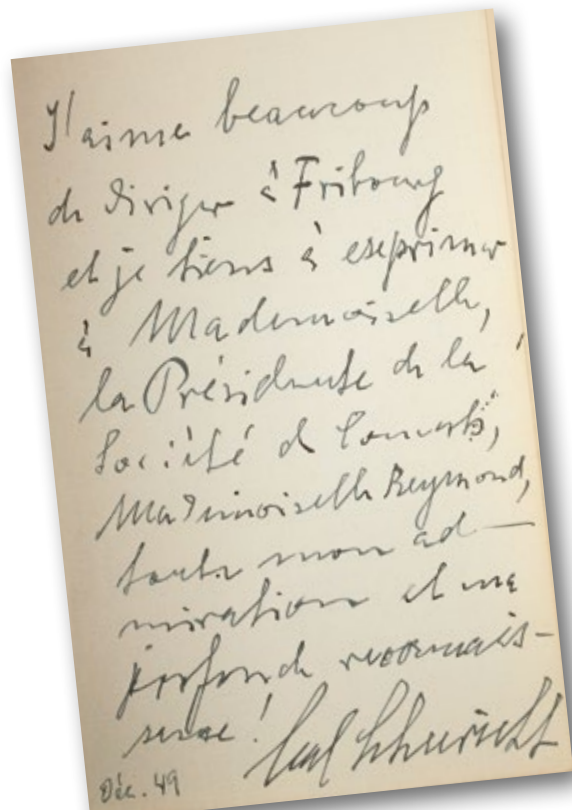 J'aime beaucoup
de diriger à Fribourg
et je tiens à exprimer
à Mademoiselle,
la Présidente de la
Société de Concerts,
Mademoiselle Reymond,
toute mon ad-
miration et ma
profonde reconnais-
sance! Carl Schuricht
Déc. 49